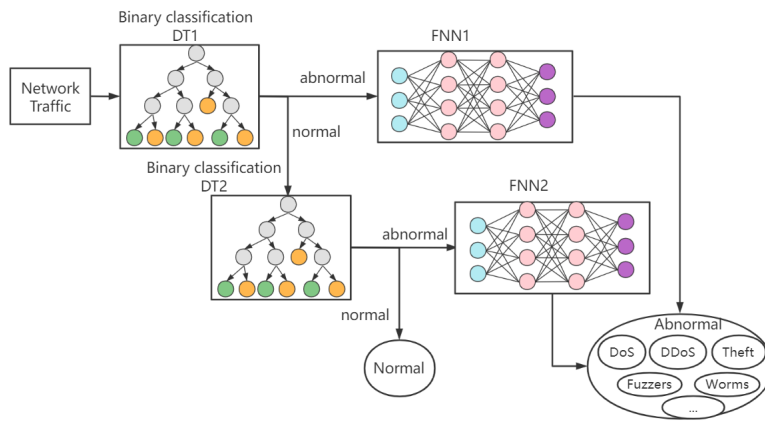 Binary classification
DT1
FNN1
Network
Traffic
abnormal
normal
Binary classification
DT2
FNN2
abnormal
normal
Normal
Abnormal
DoS
DDoS
Theft
Fuzzers
Worms
...